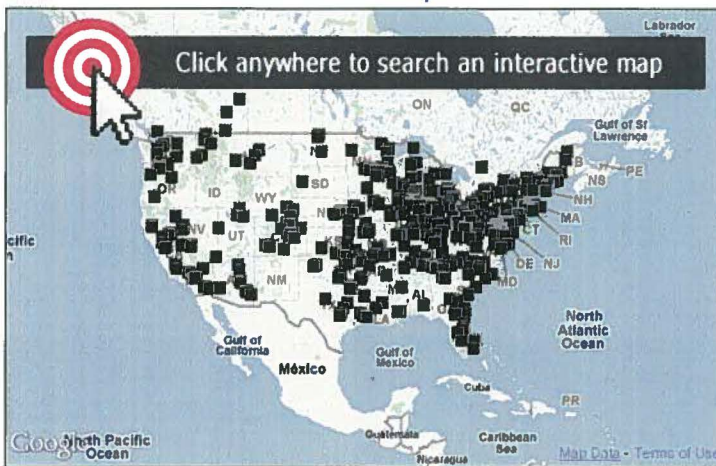 Labrador
Click anywhere to search an interactive map
ON
QC
Gulf of St
Lawrence
PE
NS
NH
MA
RI
CT
NJ
DE
MD
OR
ID
WY
SD
NV
UT
NM
AL
LA
North
Atlantic
Ocean
Gulf of
California
México
Gulf of
Mexico
Cuba
PR
Guatemala
Nicaragua
Caribbean
Sea
Google
North Pacific
Ocean
Map Data - Terms of Use